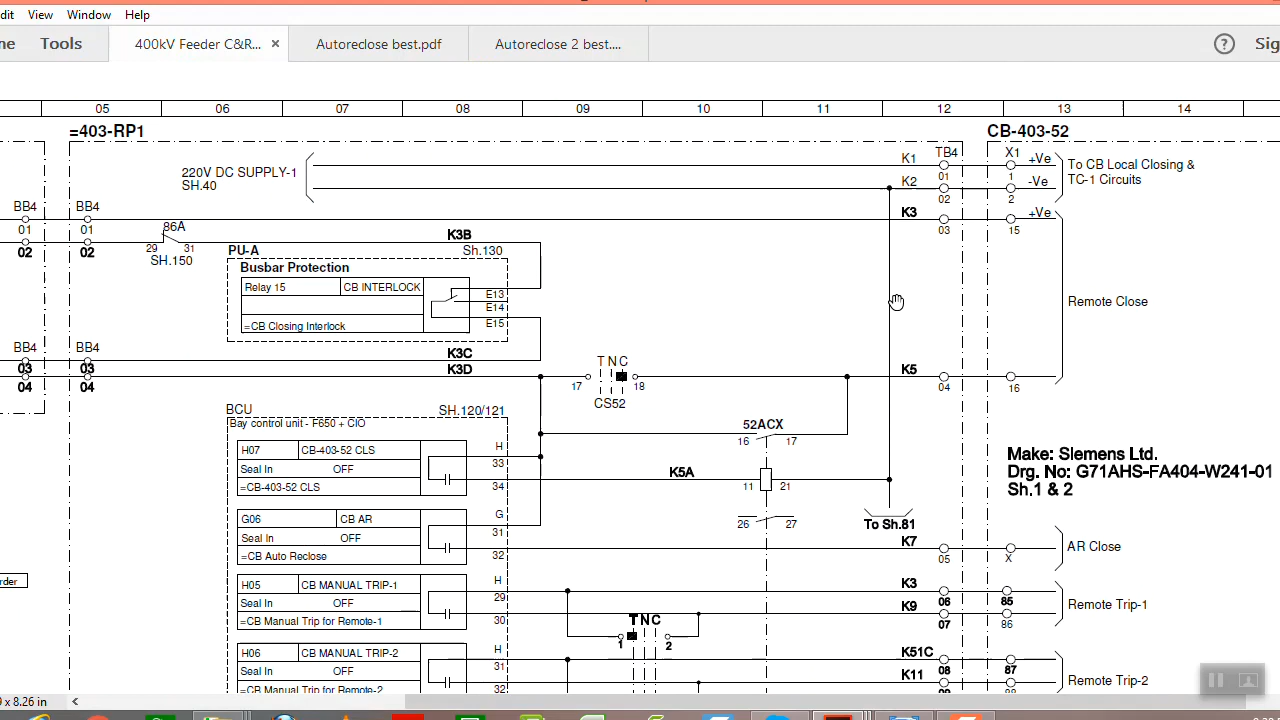 dit View Window Help
ne Tools 400kV Feeder C&R... × Autoreclose best.pdf Autoreclose 2 best.... ? Sig
05 06 07 08 09 10 11 12 13 14
=403-RP1 CB-403-52
220V DC SUPPLY-1
SH.40
K1 TB4 X1 +Ve
01 1
K2 -Ve
02 2
To CB Local Closing &
TC-1 Circuits
BB4 BB4
01 01
02 02
86A
29 31
SH.150
K3 +Ve
03 15
K3B
PU-A Sh.130
Busbar Protection
Relay 15 CB INTERLOCK
E13
E14
=CB Closing Interlock E15
Remote Close
BB4 BB4
03 03
04 04
K3C
K3D
T N C
17 18
CS52
K5
04 16
BCU SH.120/121
Bay control unit - F650 + CIO
52ACX
16 17
H07 CB-403-52 CLS H
Seal In OFF 33
=CB-403-52 CLS 34
K5A
11 21
Make: Siemens Ltd.
Drg. No: G71AHS-FA404-W241-01
Sh.1 & 2
G06 CB AR G
Seal In OFF 31
=CB Auto Reclose 32
26 27
To Sh.81
K7
05 X
AR Close
H05 CB MANUAL TRIP-1 H
Seal In OFF 29
=CB Manual Trip for Remote-1 30
K3
06 85
K9
07 86
Remote Trip-1
T N C
1 2
rder
H06 CB MANUAL TRIP-2 H
Seal In OFF 31
=CB Manual Trip for Remote-2 32
K51C
08 87
K11
Remote Trip-2
x 8.26 in